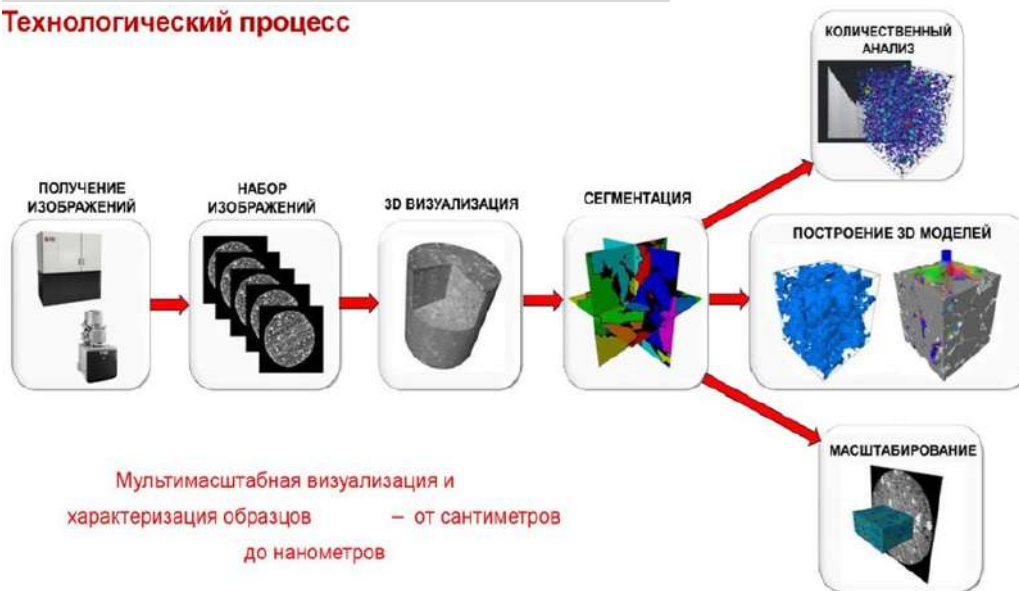 Технологический процесс
КОЛИЧЕСТВЕННЫЙ
АНАЛИЗ
ПОЛУЧЕНИЕ
ИЗОБРАЖЕНИЙ
НАБОР
ИЗОБРАЖЕНИЙ
3D ВИЗУАЛИЗАЦИЯ
СЕГМЕНТАЦИЯ
ПОСТРОЕНИЕ 3D МОДЕЛЕЙ
МАСШТАБИРОВАНИЕ
Мультимасштабная визуализация и
характеризация образцов – от сантиметров
до нанометров